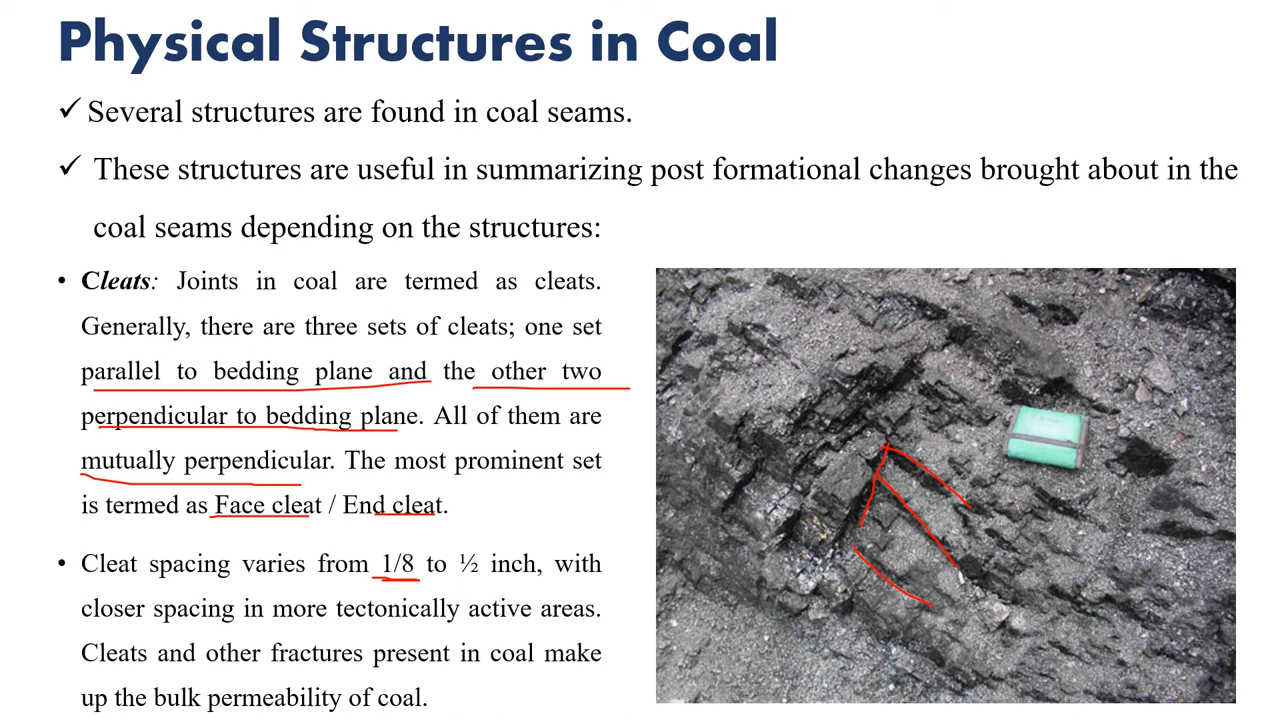 Physical Structures in Coal
✓ Several structures are found in coal seams.
✓ These structures are useful in summarizing post formational changes brought about in the
coal seams depending on the structures:
• Cleats: Joints in coal are termed as cleats.
Generally, there are three sets of cleats; one set
parallel to bedding plane and the other two
perpendicular to bedding plane. All of them are
mutually perpendicular. The most prominent set
is termed as Face cleat / End cleat.
• Cleat spacing varies from 1/8 to ½ inch, with
closer spacing in more tectonically active areas.
Cleats and other fractures present in coal make
up the bulk permeability of coal.